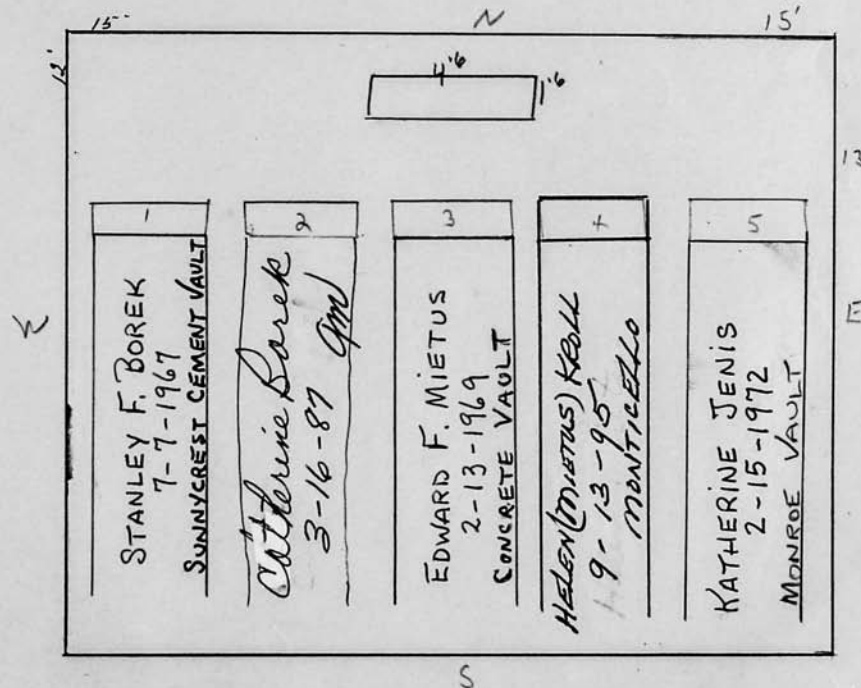 15'
N
15'
12'
4'6
1'6
13
1
2
3
4
5
STANLEY F. BOREK
7-7-1967
SUNNYCREST CEMENT VAULT
Catherine Borek
3-16-87
EDWARD F. MIETUS
2-13-1969
CONCRETE VAULT
HELEN (MIETUS) KROLL
9-13-95
MONTICELLO
KATHERINE JENIS
2-15-1972
MONROE VAULT
E
S